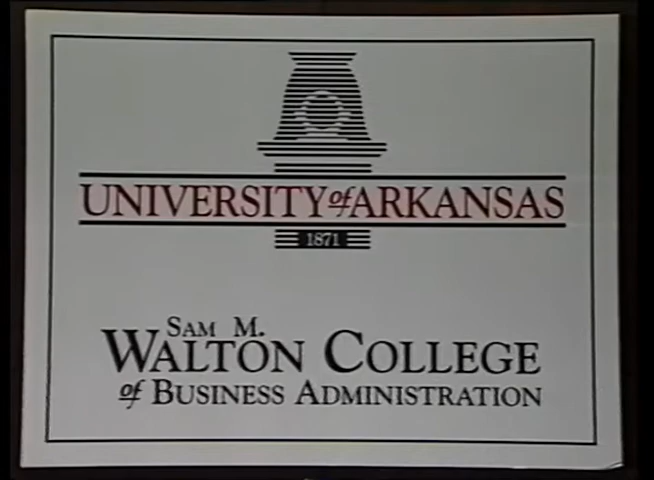 UNIVERSITY of ARKANSAS
1871
SAM M.
WALTON COLLEGE
of BUSINESS ADMINISTRATION